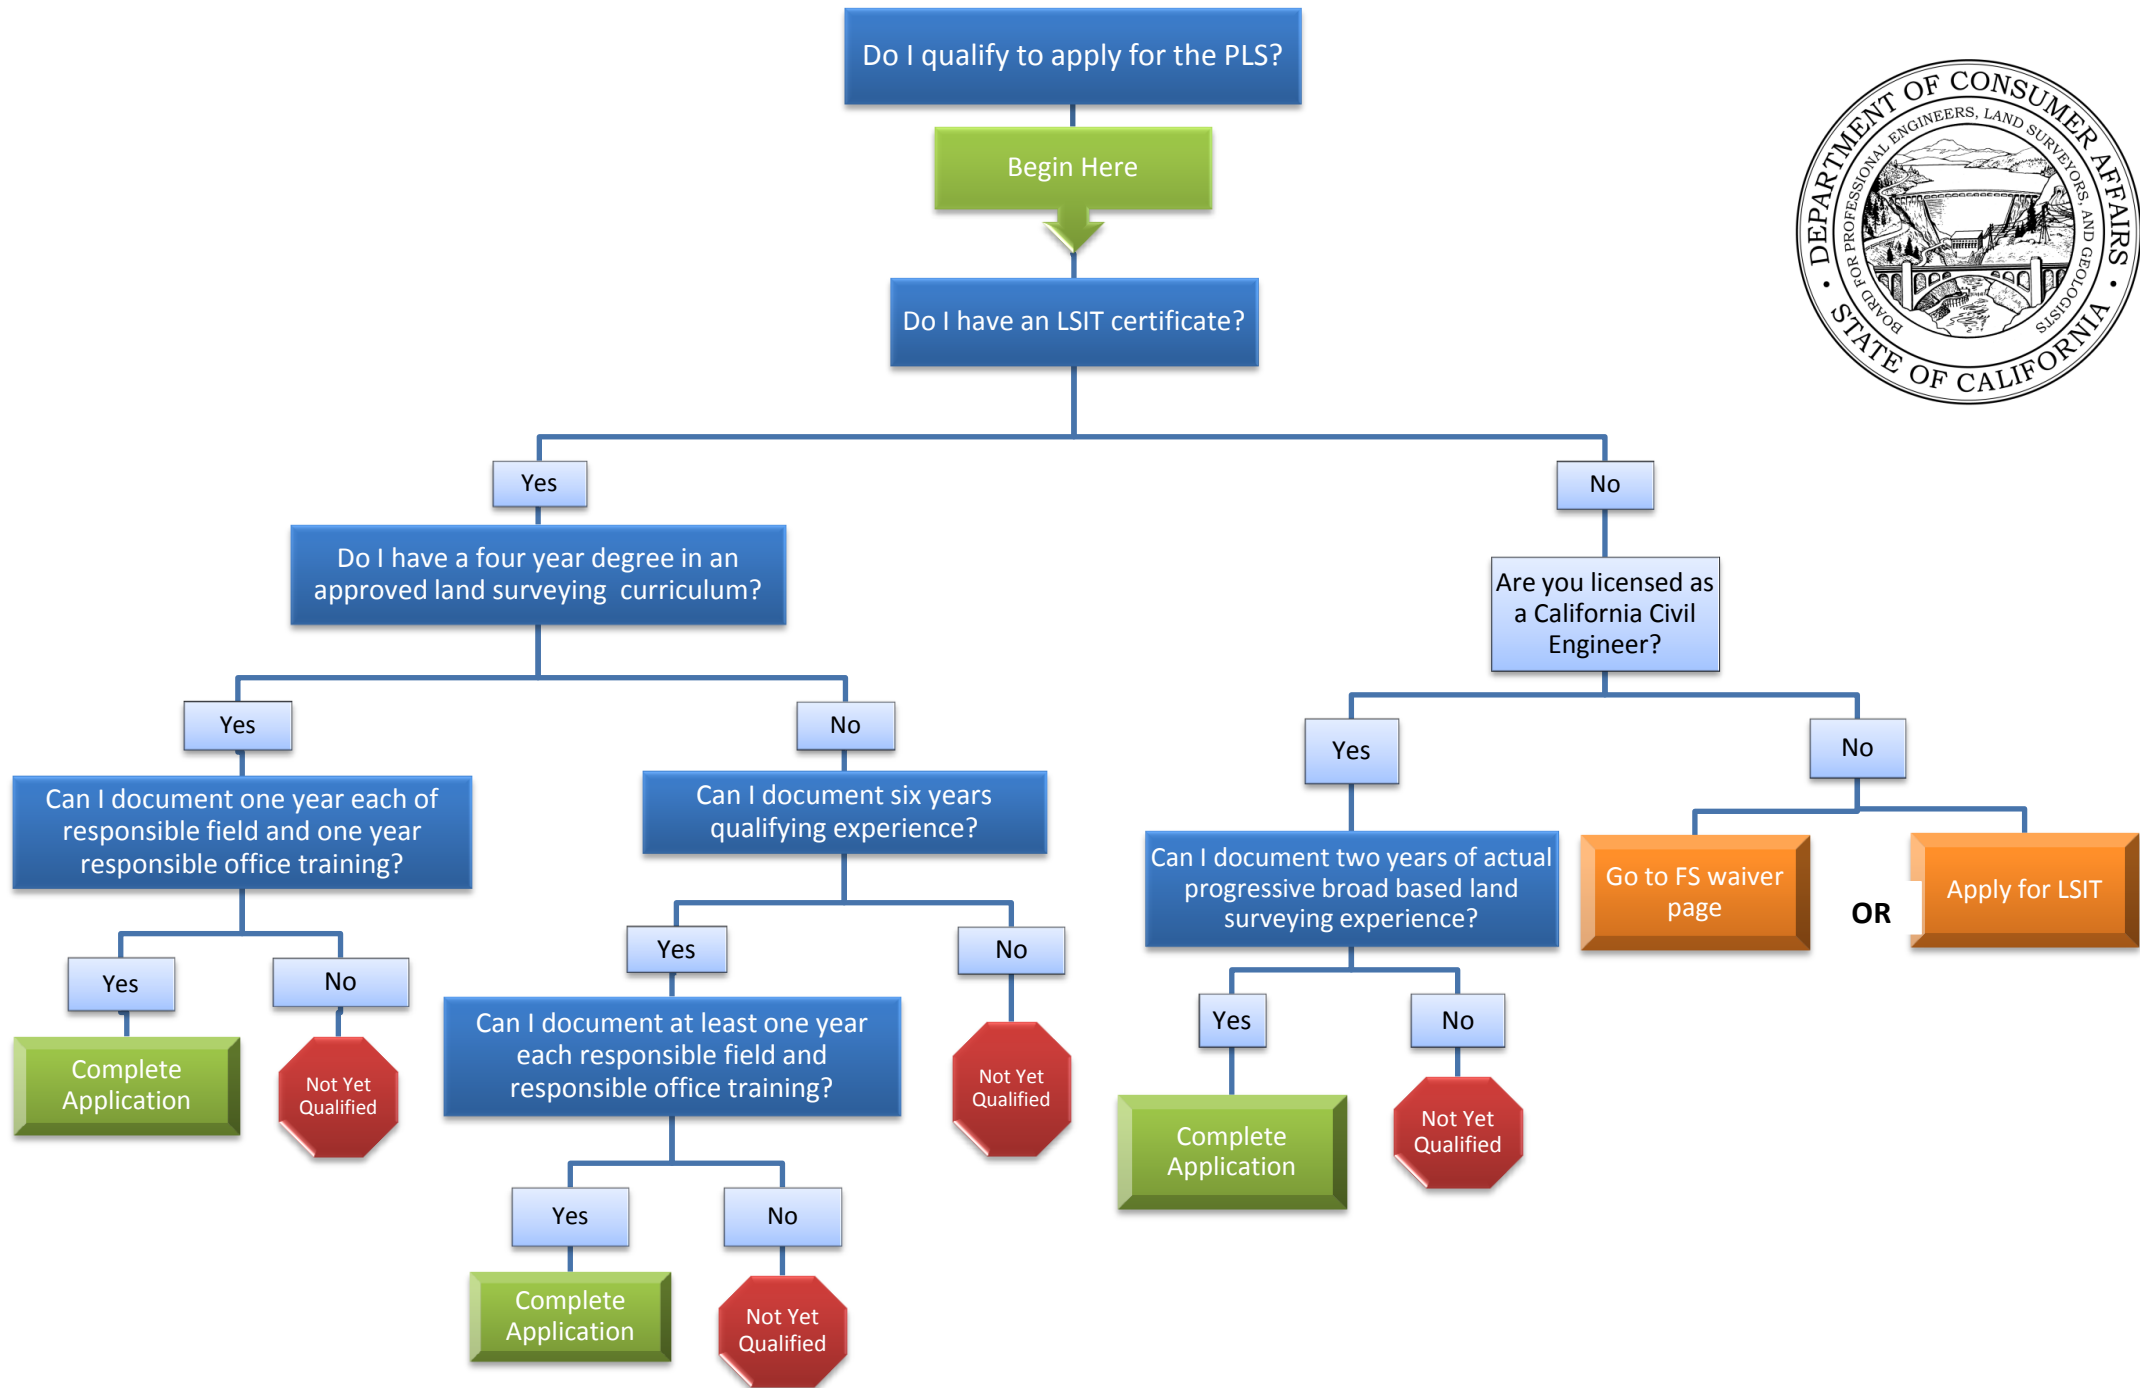 Do I qualify to apply for the PLS?
Begin Here
DEPARTMENT OF CONSUMER AFFAIRS
BOARD FOR PROFESSIONAL ENGINEERS, LAND SURVEYORS, AND GEOLOGISTS
STATE OF CALIFORNIA
Do I have an LSIT certificate?
Yes
No
Do I have a four year degree in an
approved land surveying curriculum?
Are you licensed as
a California Civil
Engineer?
Yes
No
Yes
No
Can I document one year each of
responsible field and one year
responsible office training?
Can I document six years
qualifying experience?
Can I document two years of actual
progressive broad based land
surveying experience?
Go to FS waiver
page
OR
Apply for LSIT
Yes
No
Yes
No
Yes
No
Complete
Application
Not Yet
Qualified
Can I document at least one year
each responsible field and
responsible office training?
Not Yet
Qualified
Complete
Application
Not Yet
Qualified
Yes
No
Complete
Application
Not Yet
Qualified